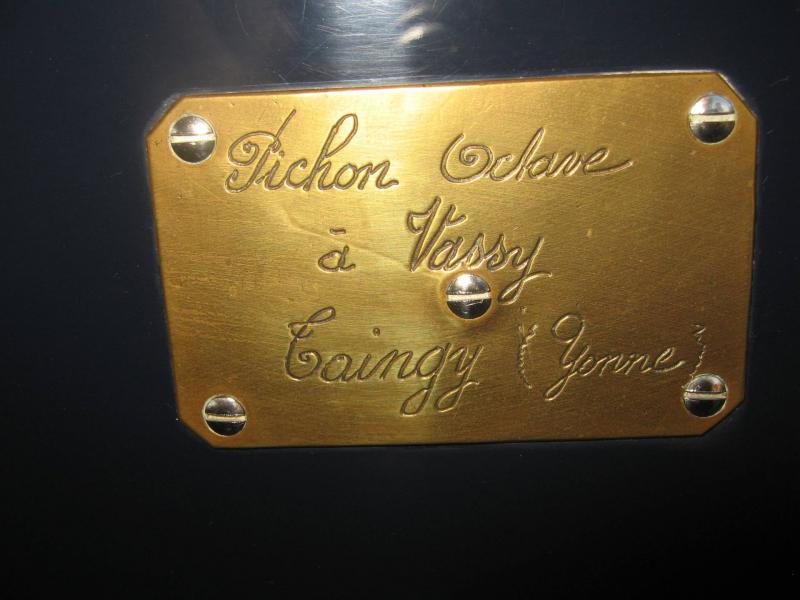 Pichon Octave
à Vassy
Taingy (Yonne)